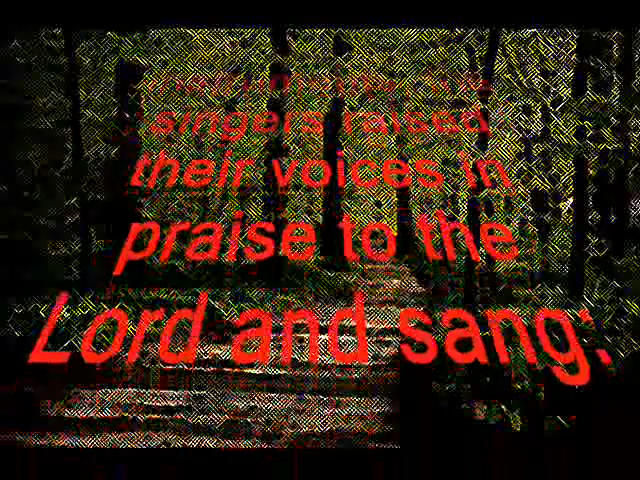 singers raised
their voices in
praise to the
Lord and sang: